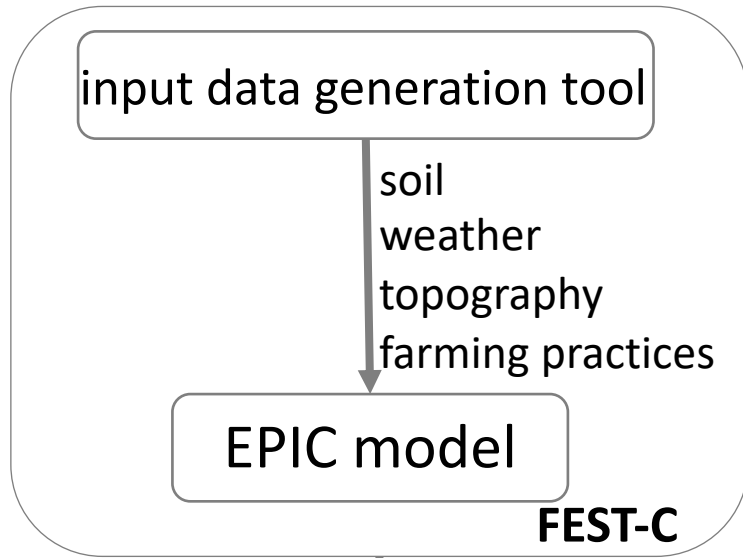 input data generation tool
soil
weather
topography
farming practices
EPIC model
FEST-C